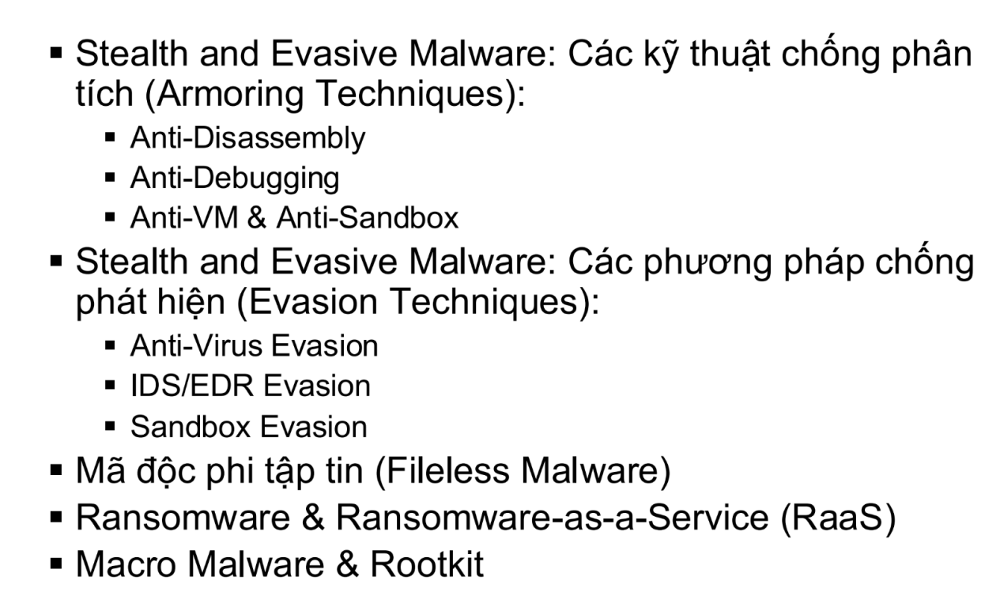 ▪ Stealth and Evasive Malware: Các kỹ thuật chống phân
tích (Armoring Techniques):
▪ Anti-Disassembly
▪ Anti-Debugging
▪ Anti-VM & Anti-Sandbox
▪ Stealth and Evasive Malware: Các phương pháp chống
phát hiện (Evasion Techniques):
▪ Anti-Virus Evasion
▪ IDS/EDR Evasion
▪ Sandbox Evasion
▪ Mã độc phi tập tin (Fileless Malware)
▪ Ransomware & Ransomware-as-a-Service (RaaS)
▪ Macro Malware & Rootkit